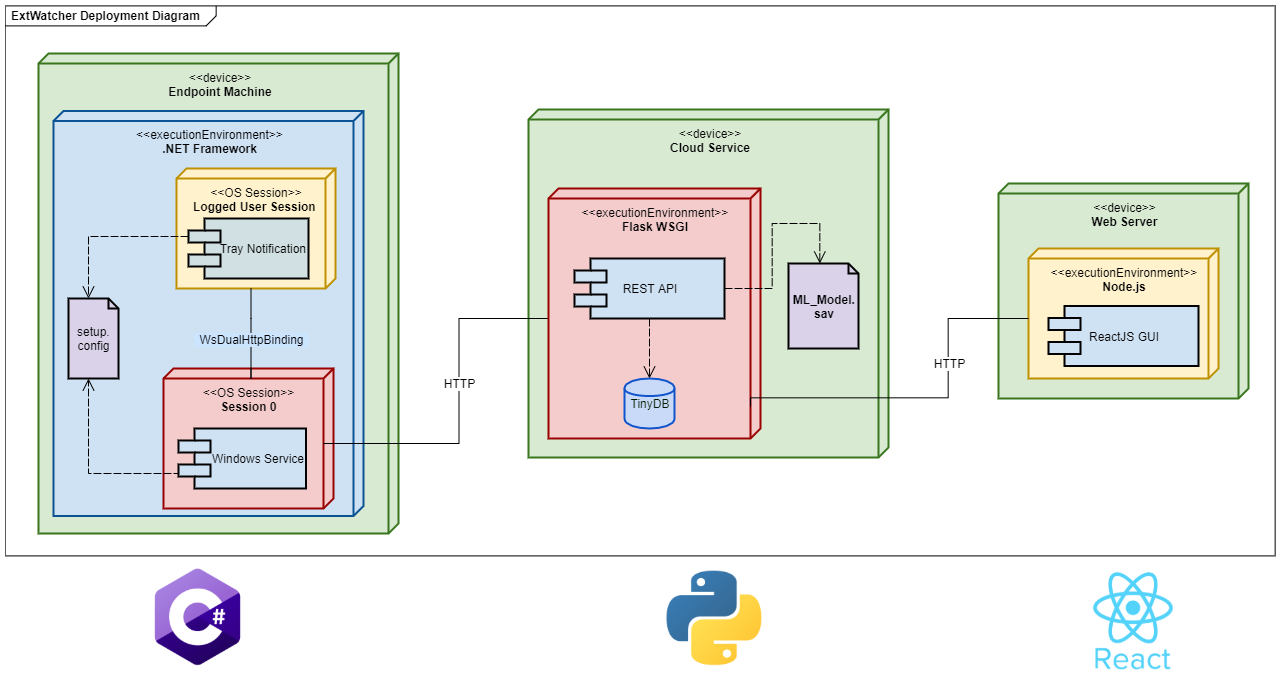 ExtWatcher Deployment Diagram
<<device>>
Endpoint Machine
<<executionEnvironment>>
.NET Framework
<<OS Session>>
Logged User Session
Tray Notification
setup.
config
WsDualHttpBinding
<<OS Session>>
Session 0
Windows Service
HTTP
<<device>>
Cloud Service
<<executionEnvironment>>
Flask WSGI
REST API
TinyDB
ML_Model.
sav
HTTP
<<device>>
Web Server
<<executionEnvironment>>
Node.js
ReactJS GUI
C#
React